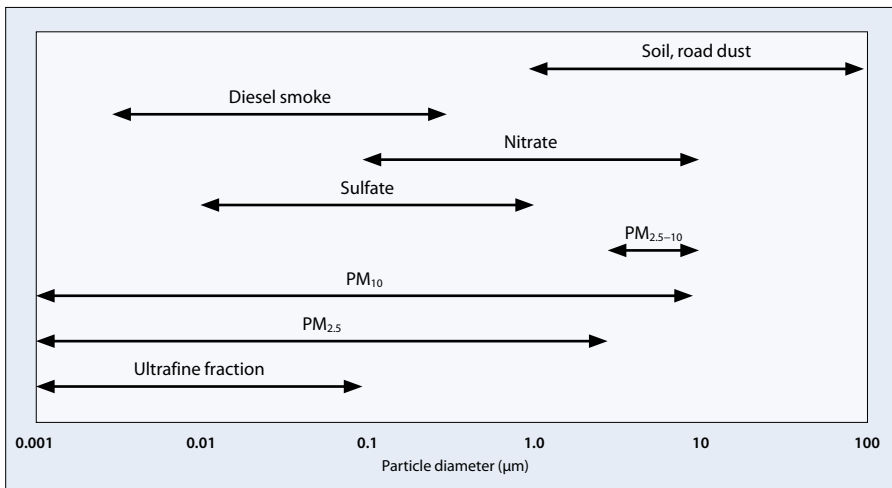 Soil, road dust
Diesel smoke
Nitrate
Sulfate
PM₂.₅₋₁₀
PM₁₀
PM₂.₅
Ultrafine fraction
0.001 0.01 0.1 1.0 10 100
Particle diameter (µm)